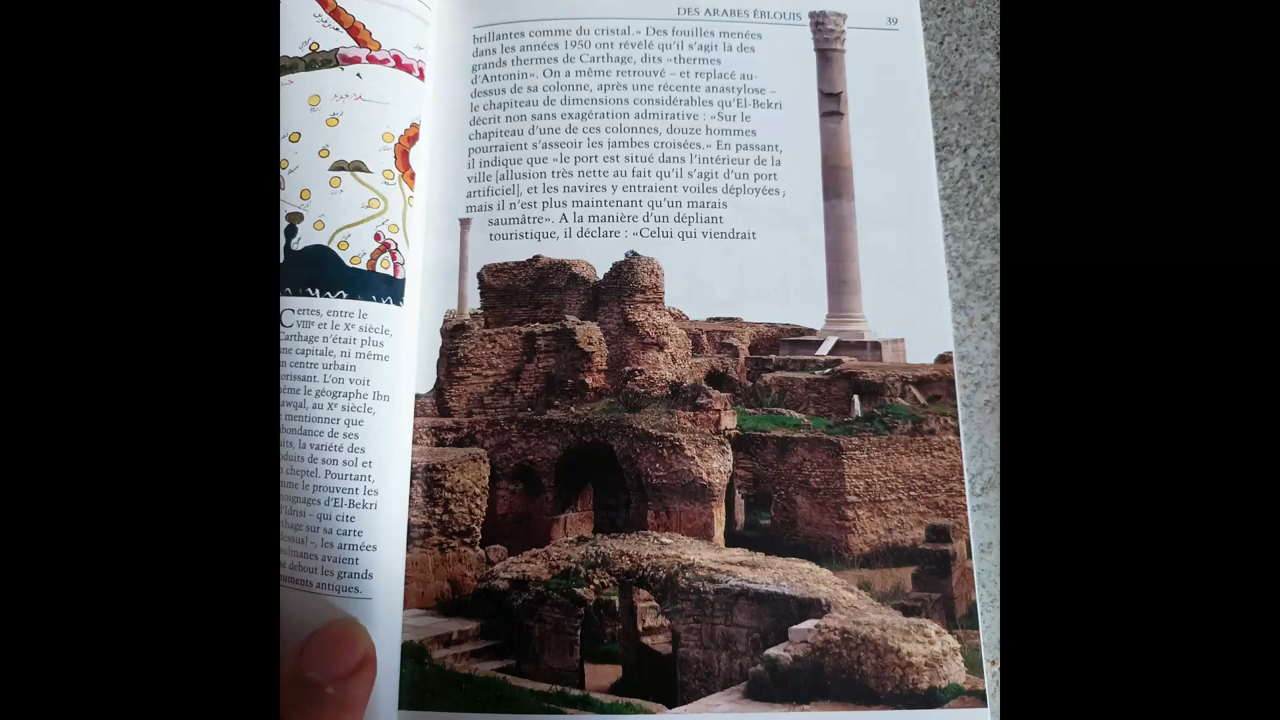 Certes, entre le
VIIIe et le Xe siècle,
Carthage n'était plus
une capitale, ni même
centre urbain
L'on voit
même le géographe Ibn
au Xe siècle,
mentionner que
abondance de ses
la variété des
produits de son sol et
cheptel. Pourtant,
comme le prouvent les
témoignages d'El-Bekri
d'Idrisi – qui cite
Carthage sur sa carte
–, les armées
musulmanes avaient
debout les grands
monuments antiques.
DES ARABES ÉBLOUIS 39
brillantes comme du cristal.» Des fouilles menées
dans les années 1950 ont révélé qu'il s'agit là des
grands thermes de Carthage, dits «thermes
d'Antonin». On a même retrouvé – et replacé au-
dessus de sa colonne, après une récente anastylose –
le chapiteau de dimensions considérables qu'El-Bekri
décrit non sans exagération admirative : «Sur le
chapiteau d'une de ces colonnes, douze hommes
pourraient s'asseoir les jambes croisées.» En passant,
il indique que «le port est situé dans l'intérieur de la
ville [allusion très nette au fait qu'il s'agit d'un port
artificiel], et les navires y entraient voiles déployées ;
mais il n'est plus maintenant qu'un marais
saumâtre». A la manière d'un dépliant
touristique, il déclare : «Celui qui viendrait